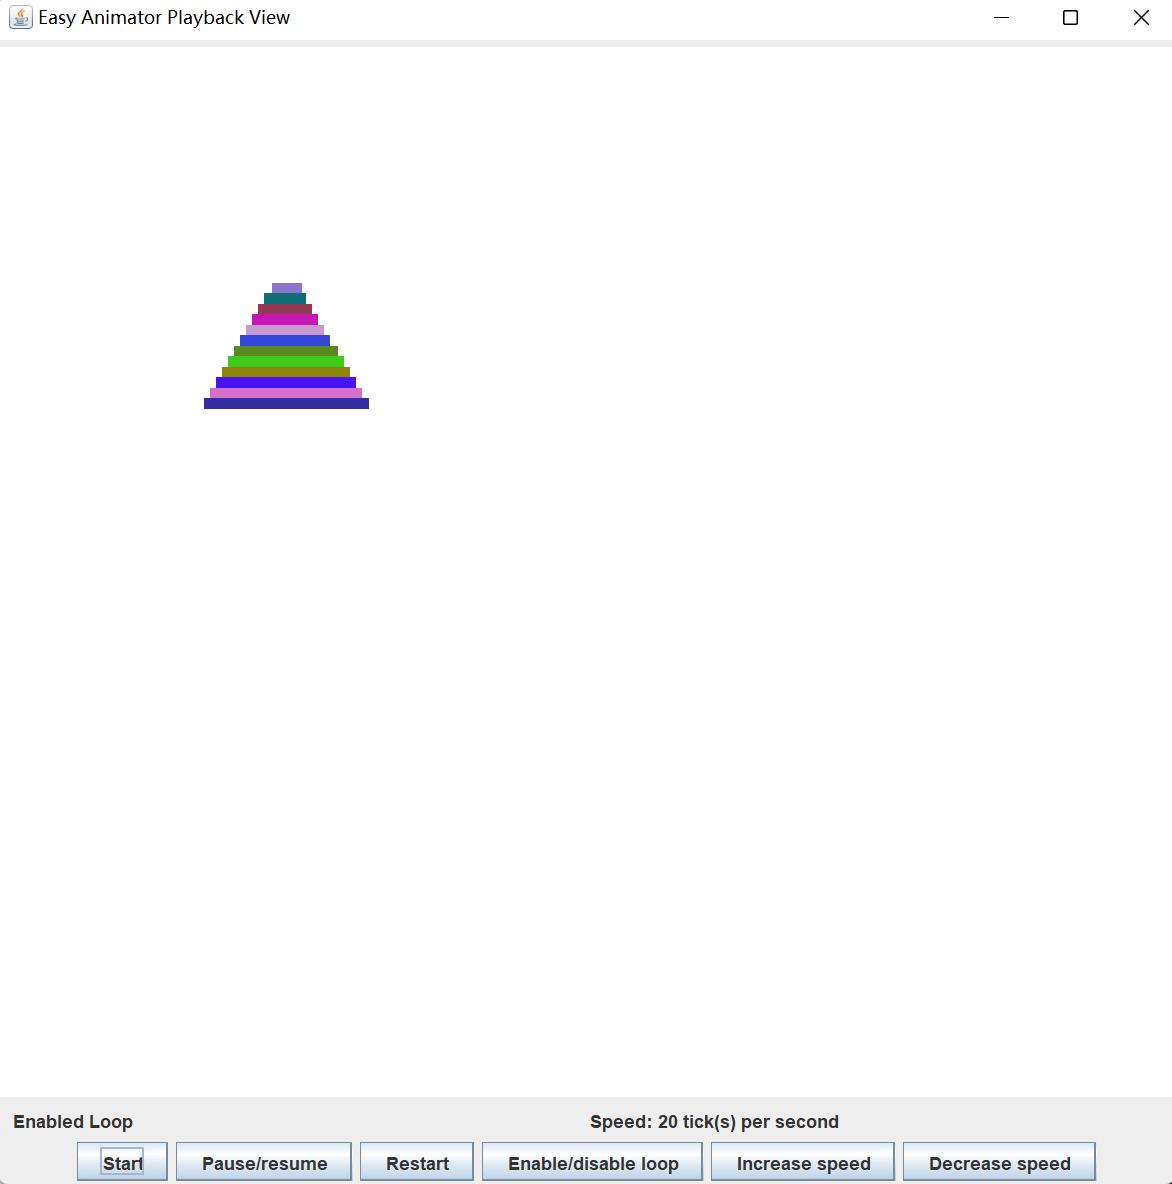 Easy Animator Playback View
Enabled Loop
Speed: 20 tick(s) per second
Start
Pause/resume
Restart
Enable/disable loop
Increase speed
Decrease speed